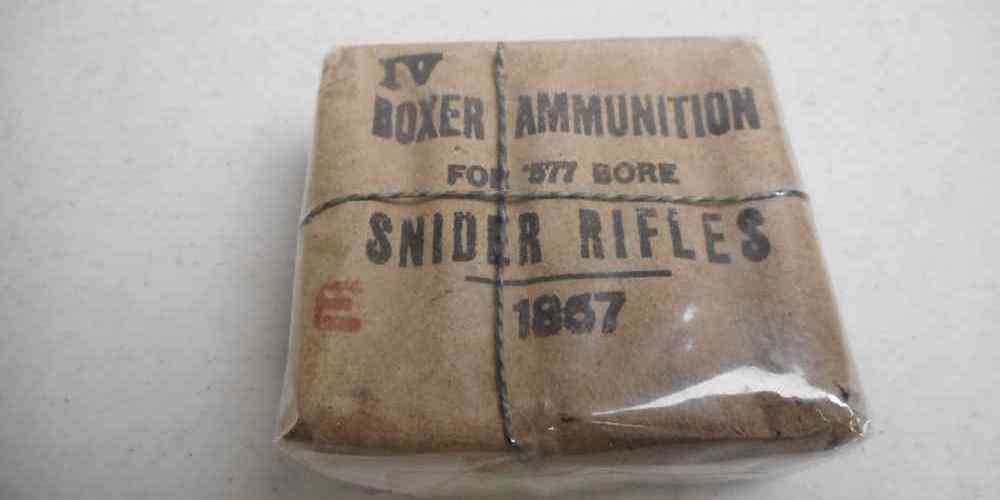 IV
BOXER AMMUNITION
FOR ·577 BORE
SNIDER RIFLES
E
1867